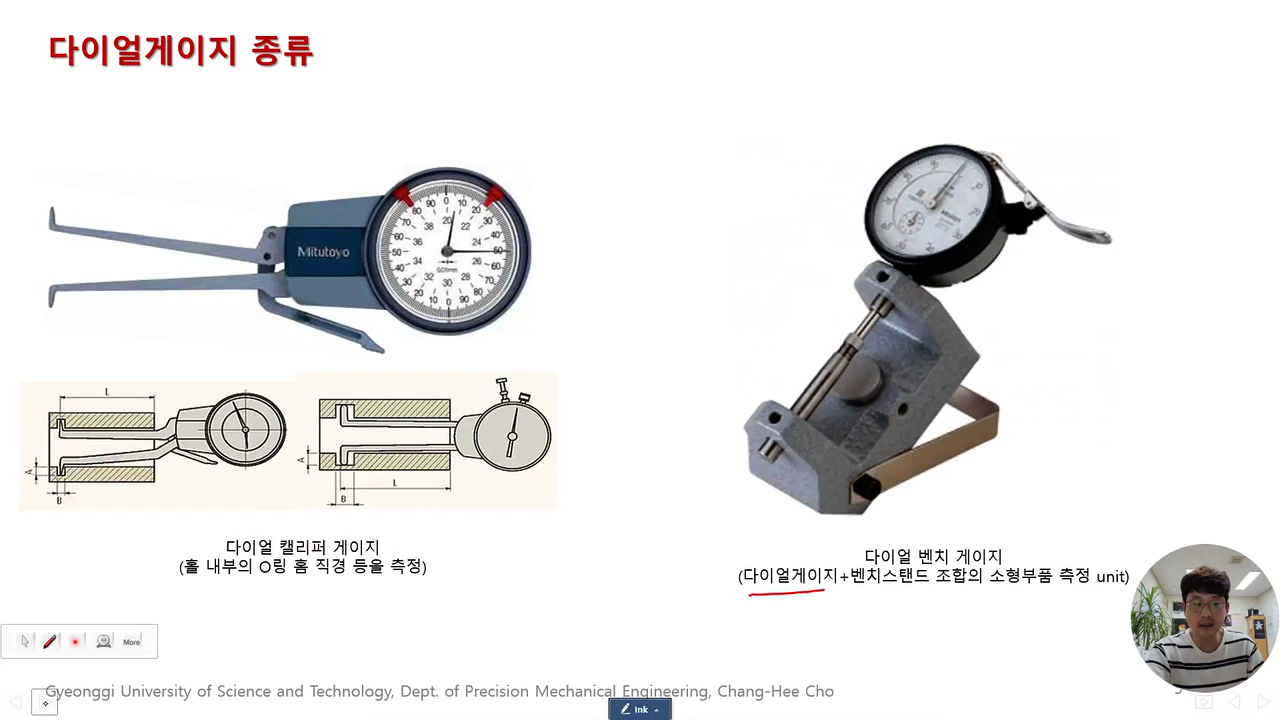 다이얼게이지 종류
Mitutoyo
0.01mm
L
A
B
A
B
L
다이얼 캘리퍼 게이지
(홀 내부의 O링 홈 직경 등을 측정)
다이얼 벤치 게이지
(다이얼게이지+벤치스탠드 조합의 소형부품 측정 unit)
More
Gyeonggi University of Science and Technology, Dept. of Precision Mechanical Engineering, Chang-Hee Cho
Ink